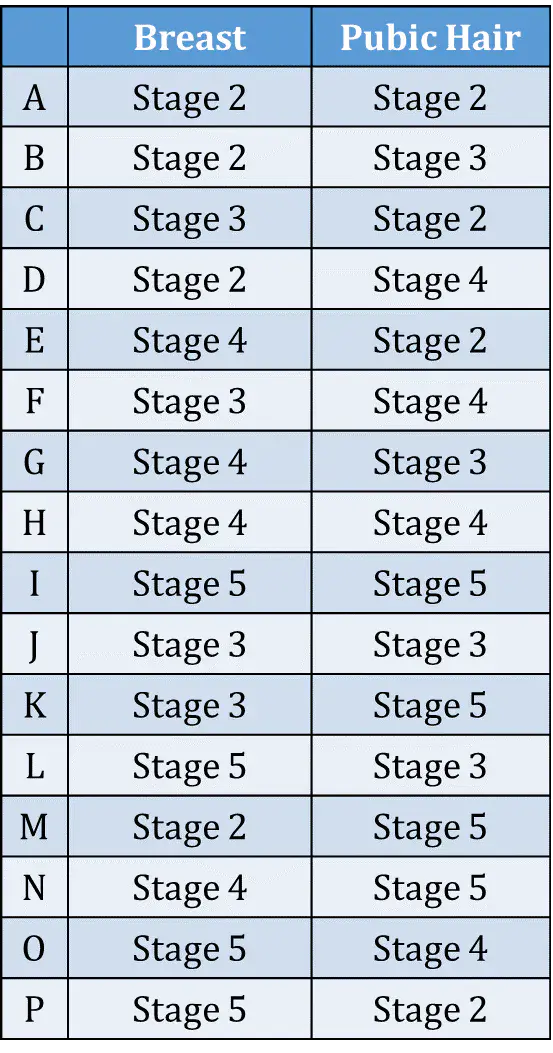 Breast Pubic Hair
A Stage 2 Stage 2
B Stage 2 Stage 3
C Stage 3 Stage 2
D Stage 2 Stage 4
E Stage 4 Stage 2
F Stage 3 Stage 4
G Stage 4 Stage 3
H Stage 4 Stage 4
I Stage 5 Stage 5
J Stage 3 Stage 3
K Stage 3 Stage 5
L Stage 5 Stage 3
M Stage 2 Stage 5
N Stage 4 Stage 5
O Stage 5 Stage 4
P Stage 5 Stage 2